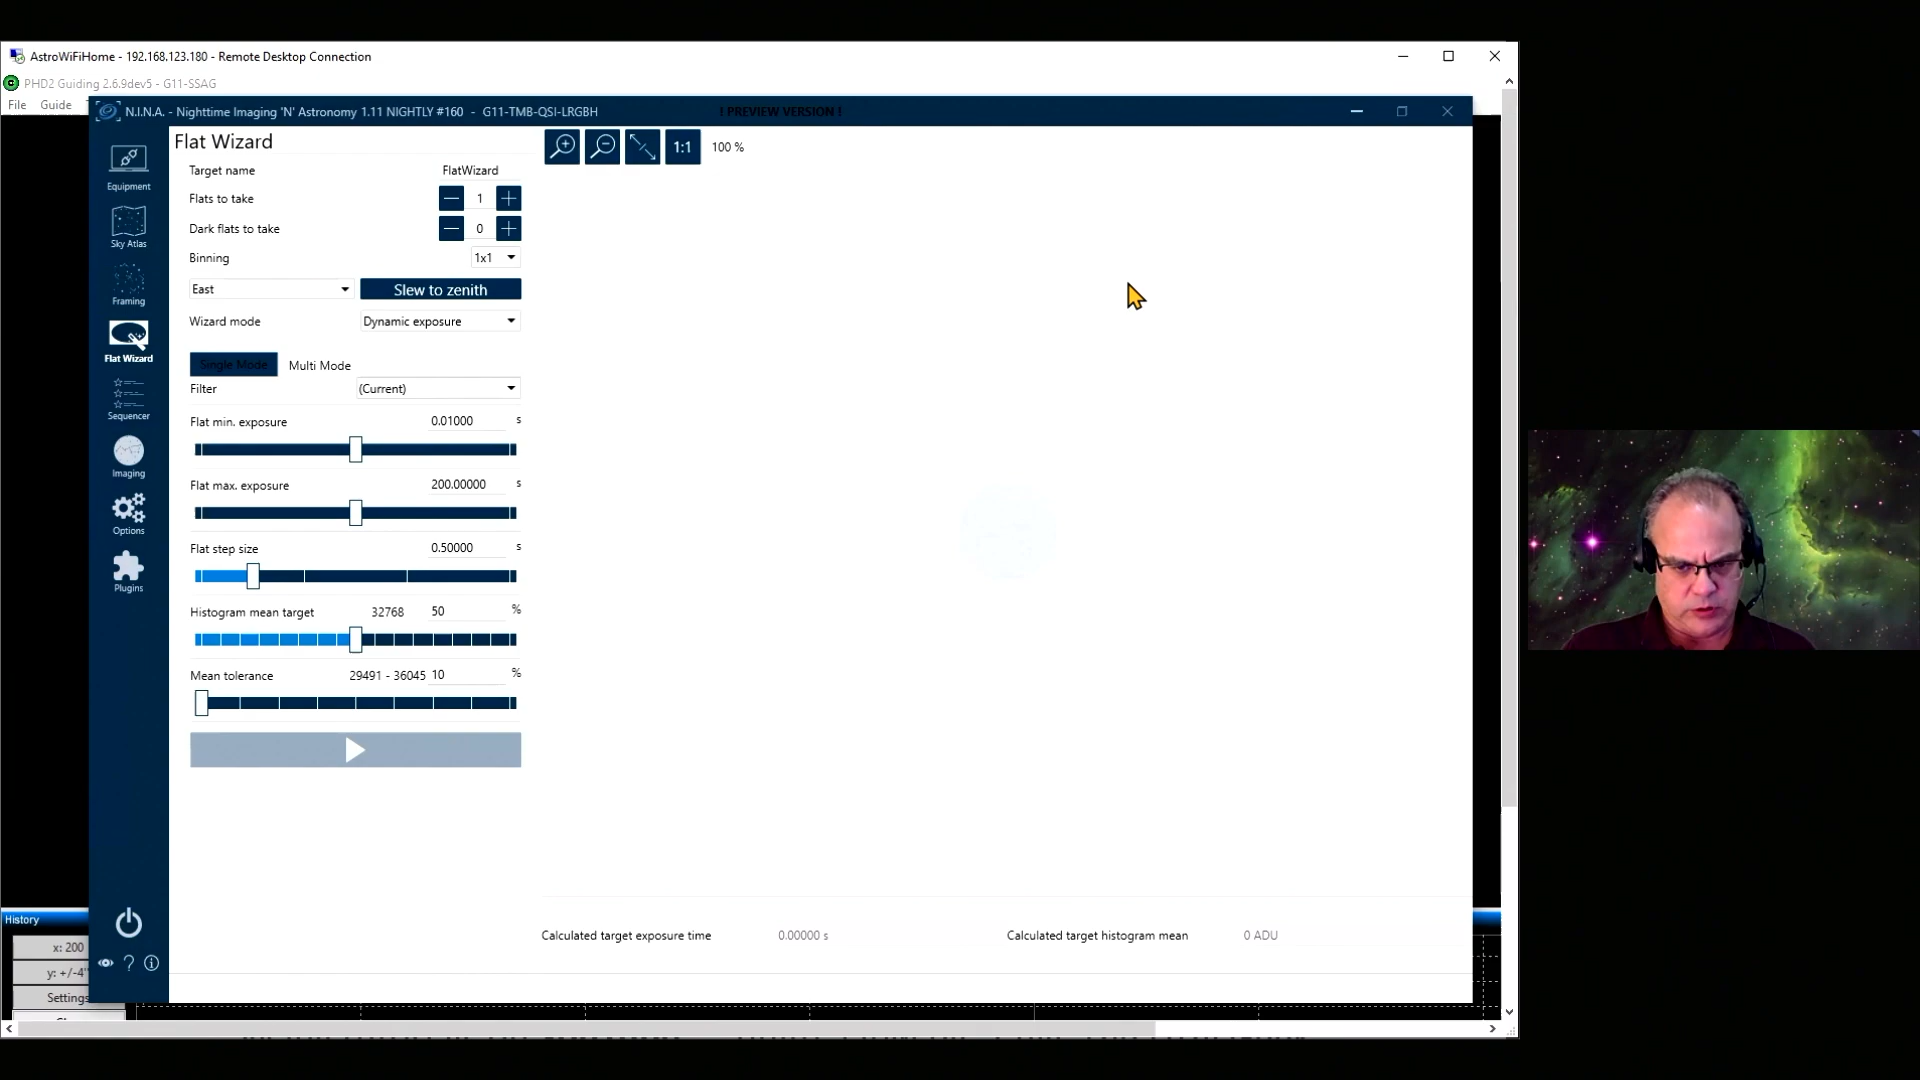 AstroWiFiHome - 192.168.123.180 - Remote Desktop Connection
PHD2 Guiding 2.6.9dev5 - G11-SSAG
File Guide
N.I.N.A. - Nighttime Imaging 'N' Astronomy 1.11 NIGHTLY #160 - G11-TMB-QSI-LRGBH
! PREVIEW VERSION !
Equipment
Sky Atlas
Framing
Flat Wizard
Sequencer
Imaging
Options
Plugins
Flat Wizard
Target name FlatWizard
Flats to take 1
Dark flats to take 0
Binning 1x1
East Slew to zenith
Wizard mode Dynamic exposure
Single Mode Multi Mode
Filter (Current)
Flat min. exposure 0.01000 s
Flat max. exposure 200.00000 s
Flat step size 0.50000 s
Histogram mean target 32768 50 %
Mean tolerance 29491 - 36045 10 %
1:1 100 %
Calculated target exposure time 0.00000 s
Calculated target histogram mean 0 ADU
History
x: 200
y: +/-4"
Settings